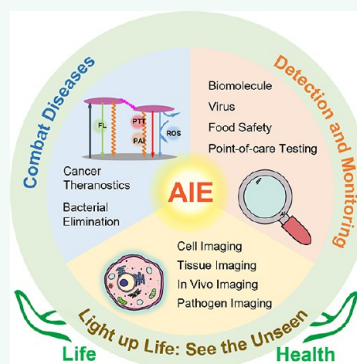 Combat Diseases
Detection and Monitoring
Biomolecule
Virus
Food Safety
Point-of-care Testing
FL
PTT
PAI
ROS
Cancer
Theranostics
Bacterial
Elimination
AIE
Cell Imaging
Tissue Imaging
In Vivo Imaging
Pathogen Imaging
Light up Life: See the Unseen
Life
Health